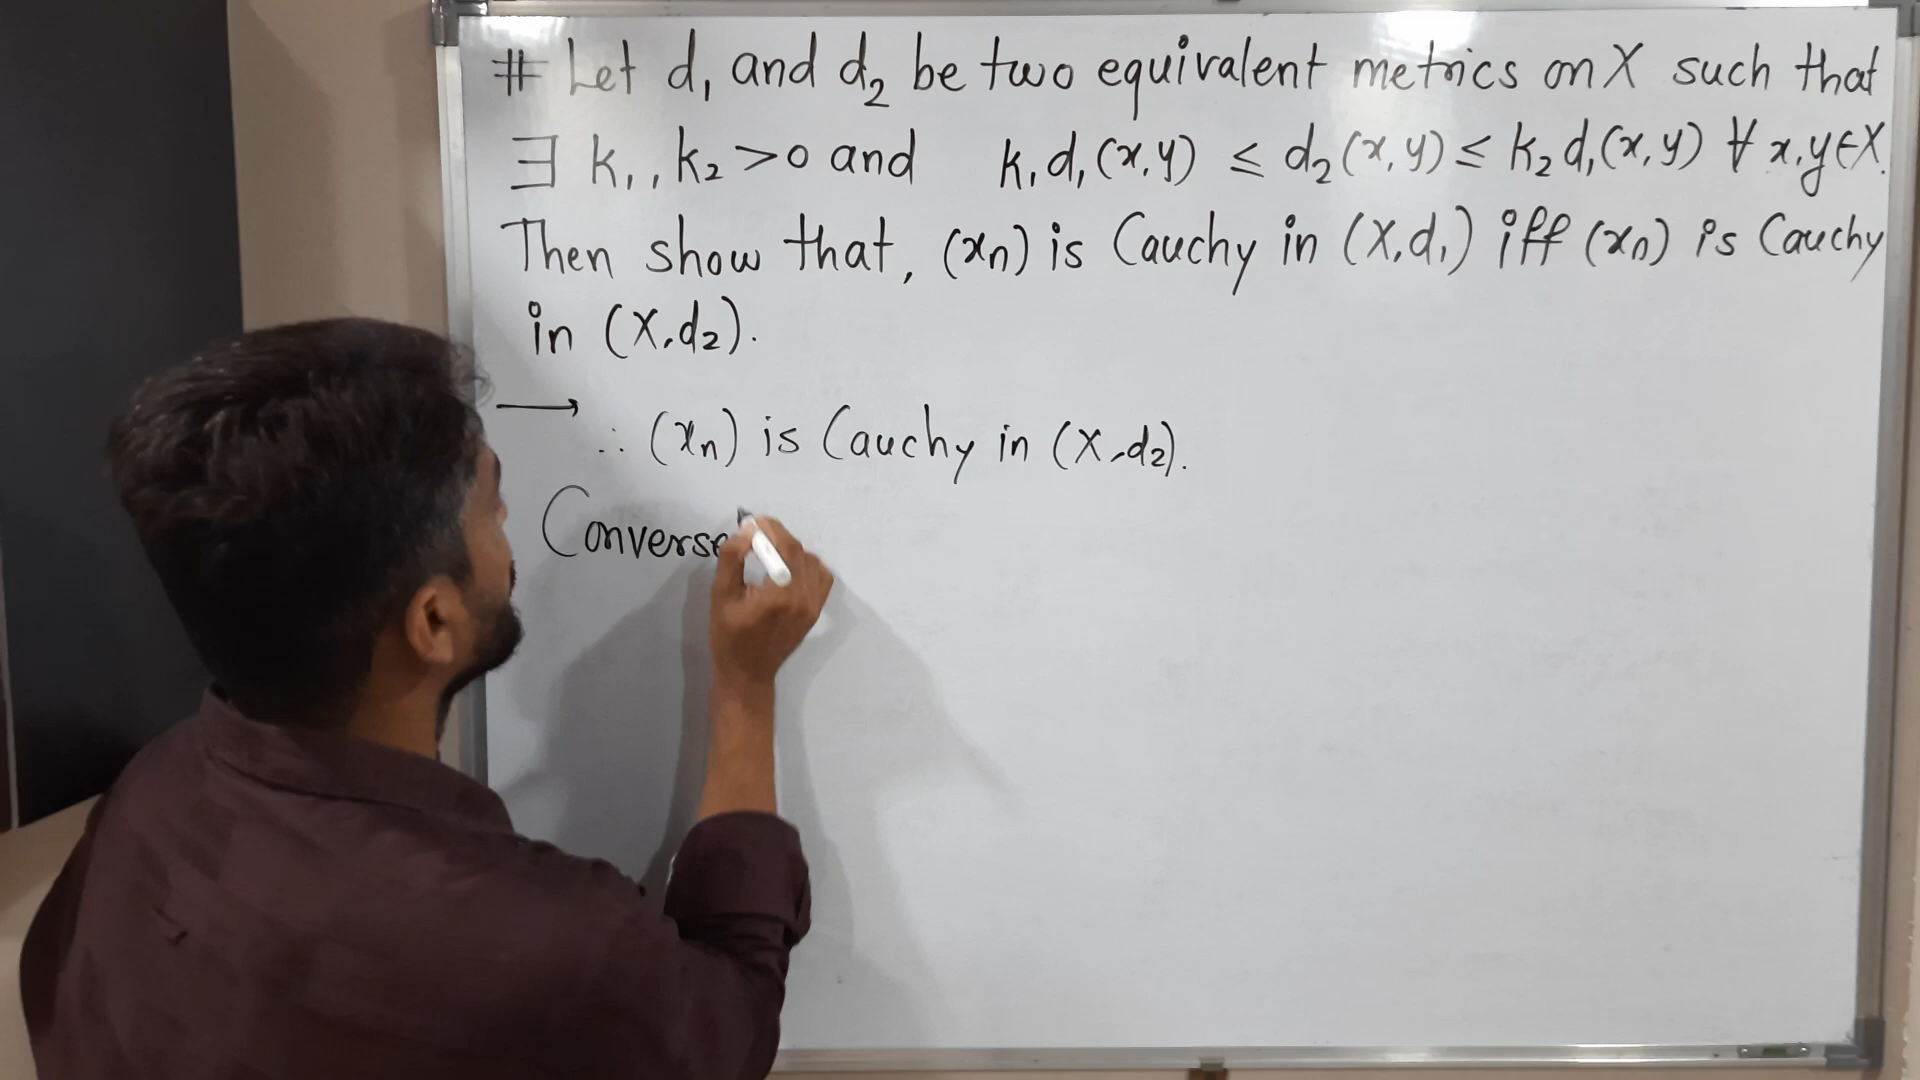 # Let d₁ and d₂ be two equivalent metrics on X such that
∃ k₁, k₂ > 0 and k₁d₁(x,y) ≤ d₂(x,y) ≤ k₂d₁(x,y) ∀ x,y ∈ X.
Then show that, (xn) is Cauchy in (X,d₁) iff (xn) is Cauchy
in (X,d₂).
→ ∴ (xn) is Cauchy in (X,d₂).
Converse